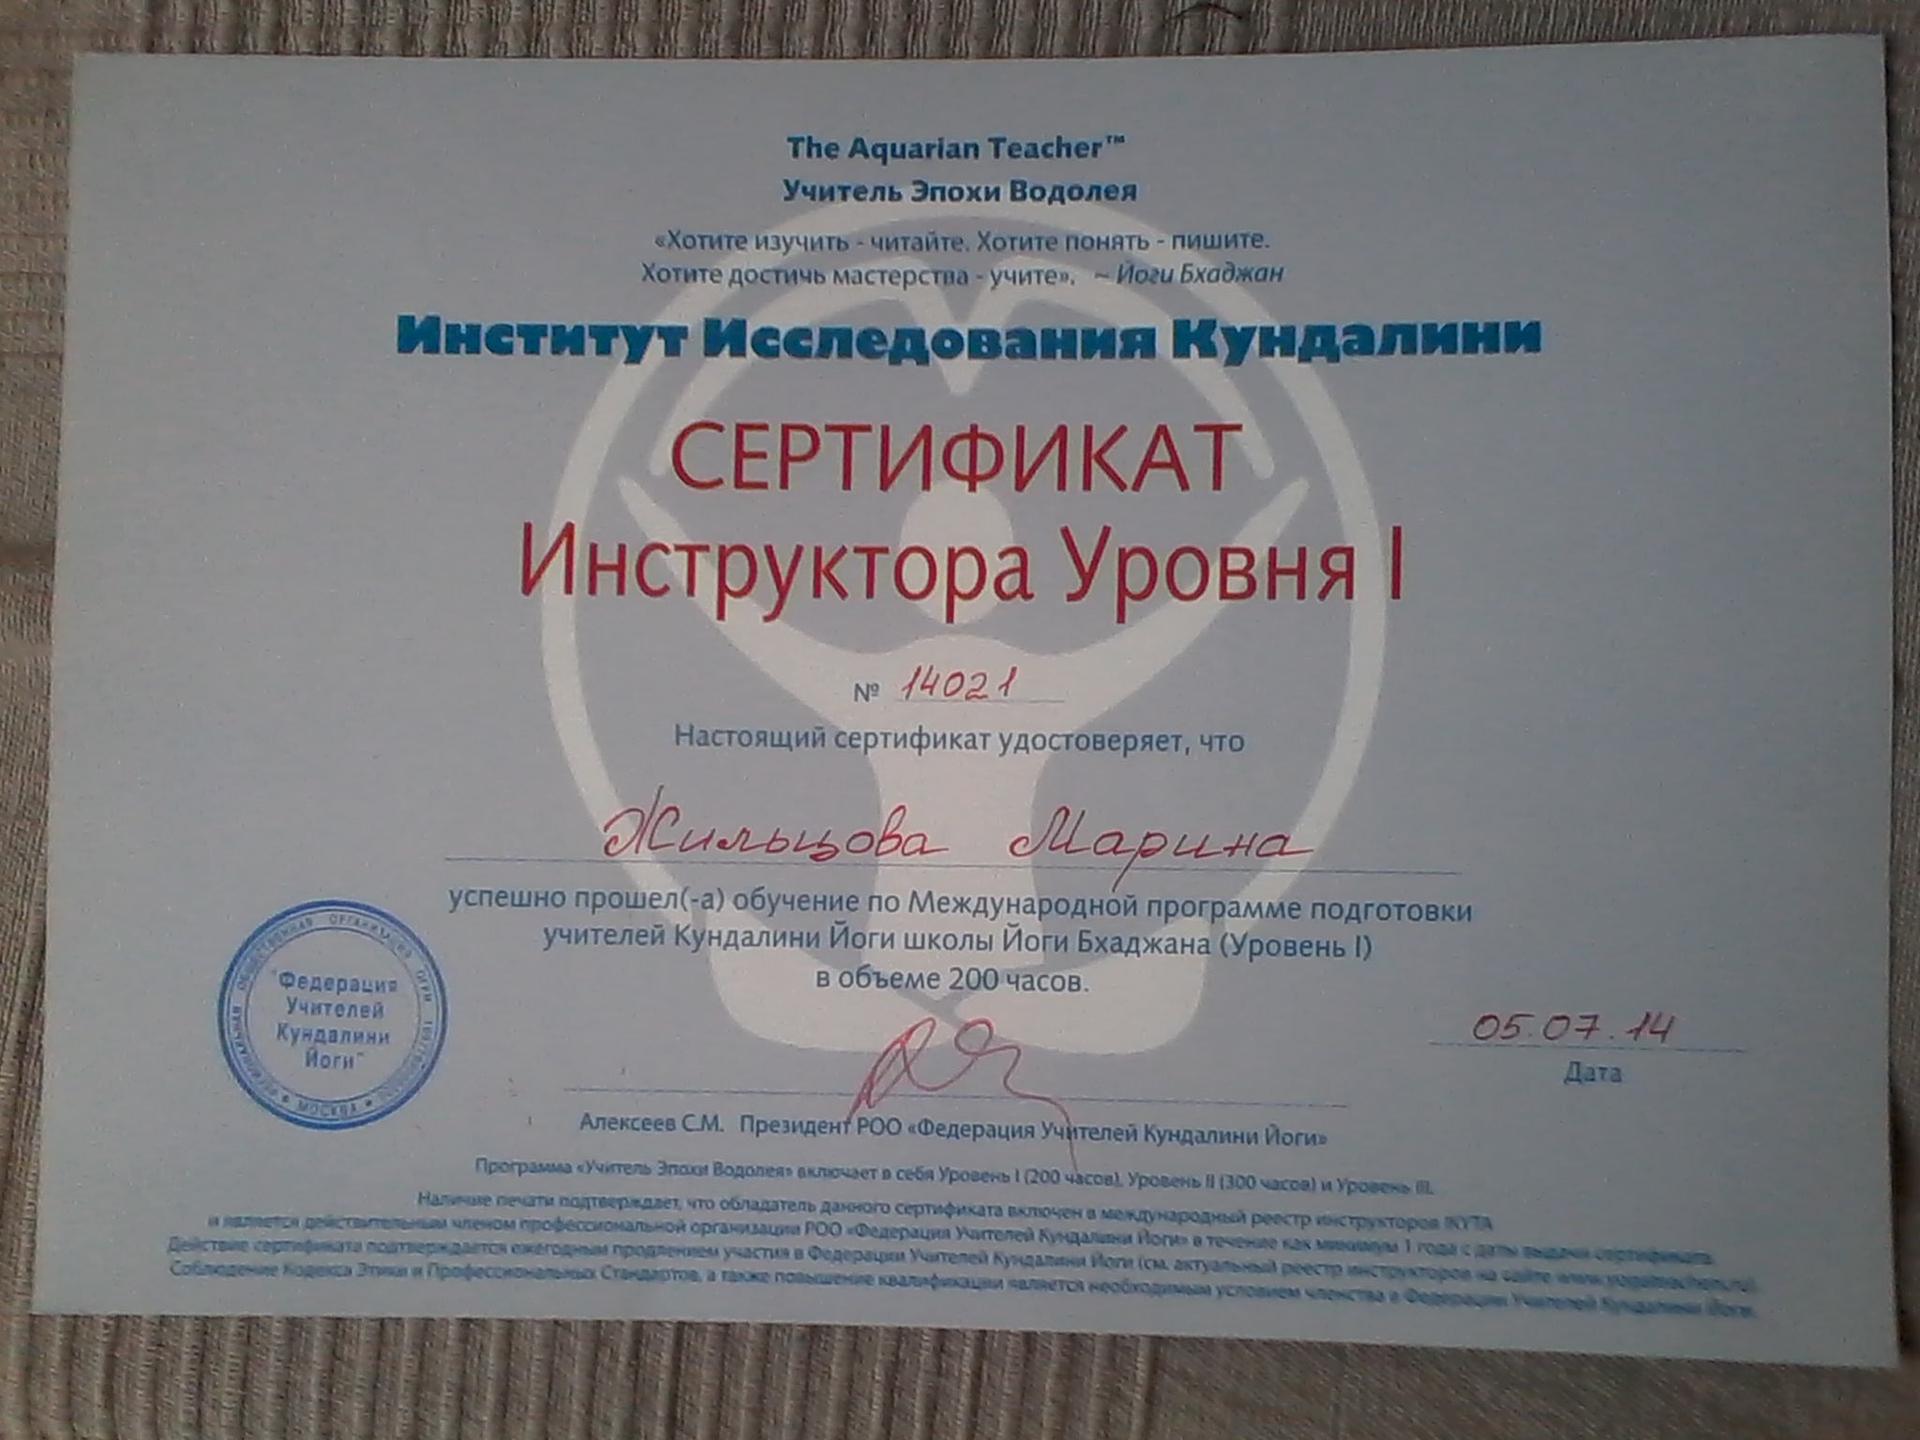 The Aquarian Teacher™
Учитель Эпохи Водолея
«Хотите изучить - читайте. Хотите понять - пишите.
Хотите достичь мастерства - учите». ~ Йоги Бхаджан
Институт Исследования Кундалини
СЕРТИФИКАТ
Инструктора Уровня I
№ 14021
Настоящий сертификат удостоверяет, что
Жильцова Марина
успешно прошел(-а) обучение по Международной программе подготовки
учителей Кундалини Йоги школы Йоги Бхаджана (Уровень I)
в объеме 200 часов.
РЕГИОНАЛЬНАЯ ОБЩЕСТВЕННАЯ ОРГАНИЗАЦИЯ ОГРН
"Федерация
Учителей
Кундалини
Йоги"
* МОСКВА *
05.07.14
Дата
Алексеев С.М. Президент РОО «Федерация Учителей Кундалини Йоги»
Программа «Учитель Эпохи Водолея» включает в себя Уровень I (200 часов), Уровень II (300 часов) и Уровень III.
Наличие печати подтверждает, что обладатель данного сертификата включен в международный реестр инструкторов IKYTA
и является действительным членом профессиональной организации РОО «Федерация Учителей Кундалини Йоги» в течение как минимум 1 года с даты выдачи сертификата.
Действие сертификата подтверждается ежегодным продлением участия в Федерации Учителей Кундалини Йоги (см. актуальный реестр инструкторов на сайте www.yogateachers.ru).
Соблюдение Кодекса Этики и Профессиональных Стандартов, а также повышение квалификации является необходимым условием членства в Федерации Учителей Кундалини Йоги.